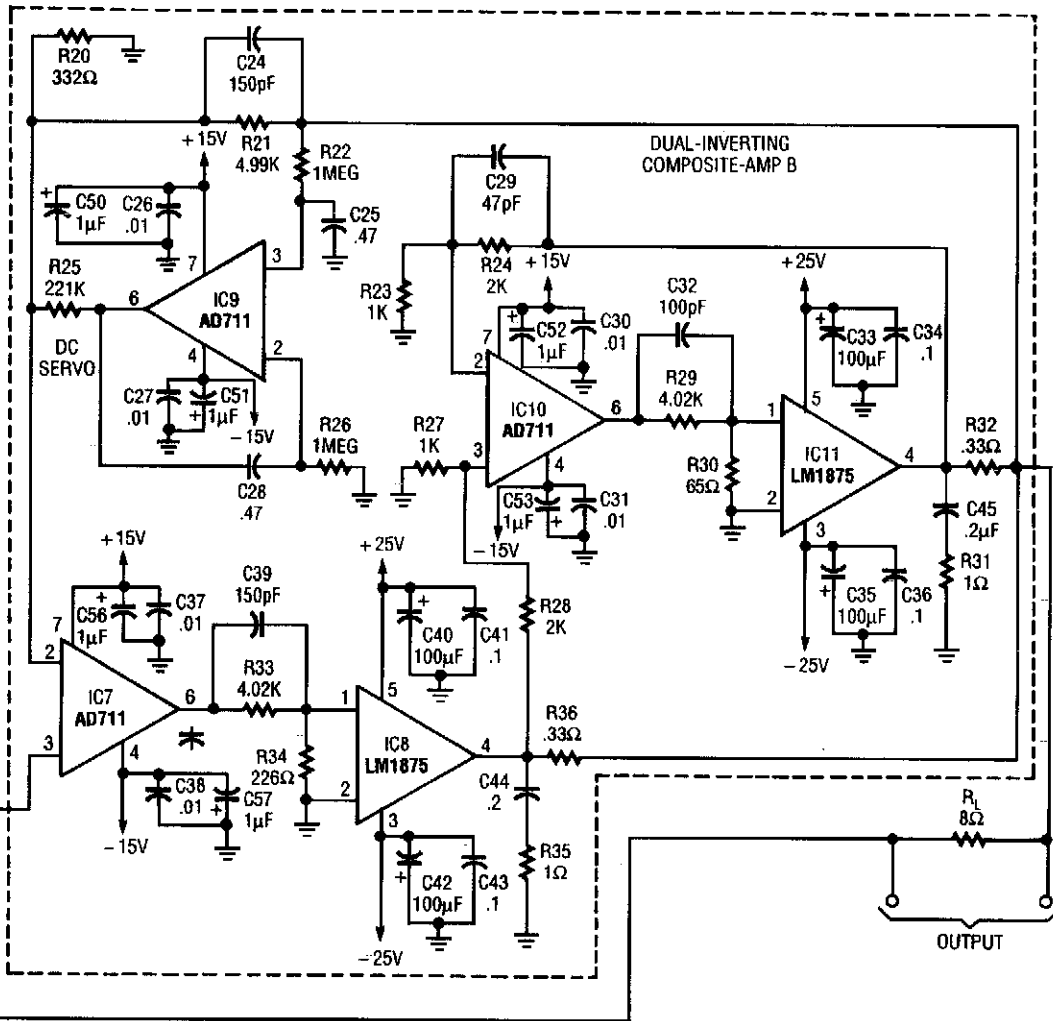 R20
332Ω
C24
150pF
+15V
R21
4.99K
R22
1MEG
DUAL-INVERTING
COMPOSITE-AMP B
C29
47pF
+
C50
1µF
C26
.01
C25
.47
R24
2K
+15V
+25V
R23
1K
C32
100pF
R25
221K
7
3
6
IC9
AD711
4
2
DC
SERVO
7
2
+
C52
1µF
C30
.01
+
C33
100µF
C34
.1
C27
.01
C51
+
1µF
-15V
R29
4.02K
5
R26
1MEG
R27
1K
IC10
AD711
6
3
4
1
IC11
LM1875
4
R32
.33Ω
C28
.47
R30
65Ω
2
3
C53
1µF
+
C31
.01
-15V
C45
.2µF
+15V
+25V
+
C35
100µF
C36
.1
R31
1Ω
C39
150pF
7
+
C56
1µF
C37
.01
+
C40
100µF
C41
.1
R28
2K
-25V
2
R33
4.02K
5
IC7
AD711
6
1
R36
.33Ω
3
4
R34
226Ω
IC8
LM1875
4
C44
.2
2
3
C38
.01
+
C57
1µF
RL
8Ω
-15V
R35
1Ω
+
C42
100µF
C43
.1
-25V
OUTPUT